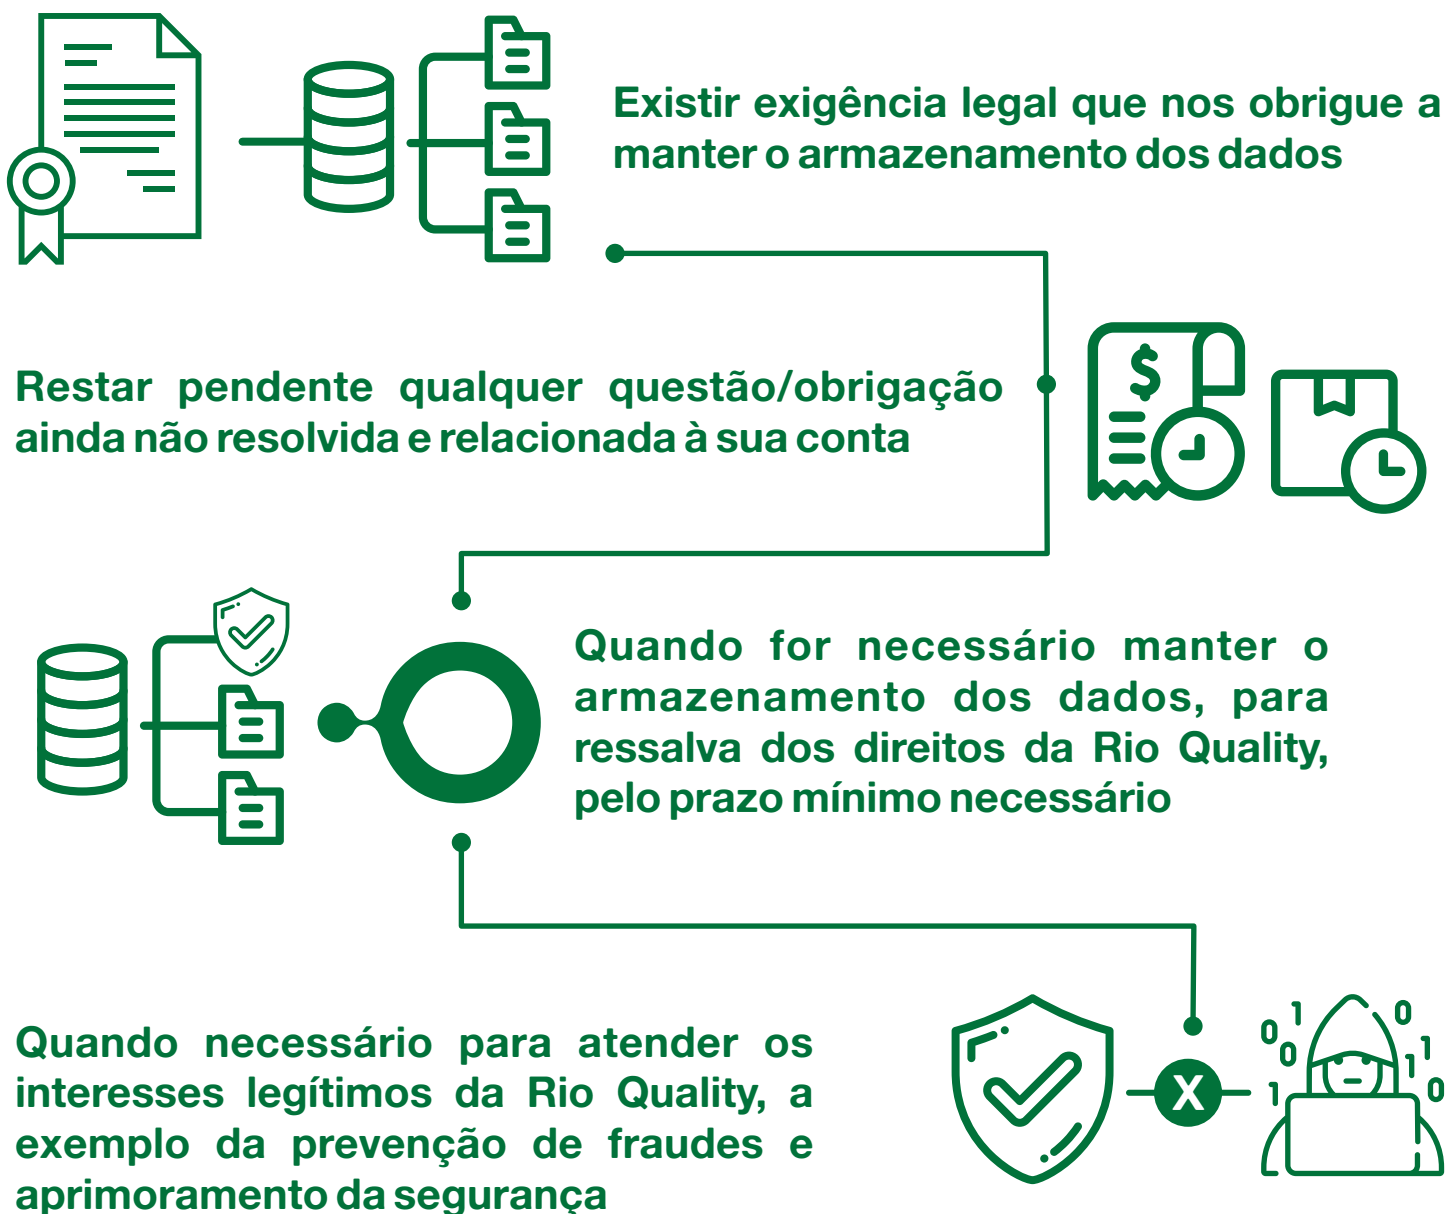 Existir exigência legal que nos obrigue a
manter o armazenamento dos dados
$
Restar pendente qualquer questão/obrigação
ainda não resolvida e relacionada à sua conta
Quando for necessário manter o
armazenamento dos dados, para
ressalva dos direitos da Rio Quality,
pelo prazo mínimo necessário
Quando necessário para atender os
interesses legítimos da Rio Quality, a
exemplo da prevenção de fraudes e
aprimoramento da segurança
X
0 1 0
0 1 1
1 0